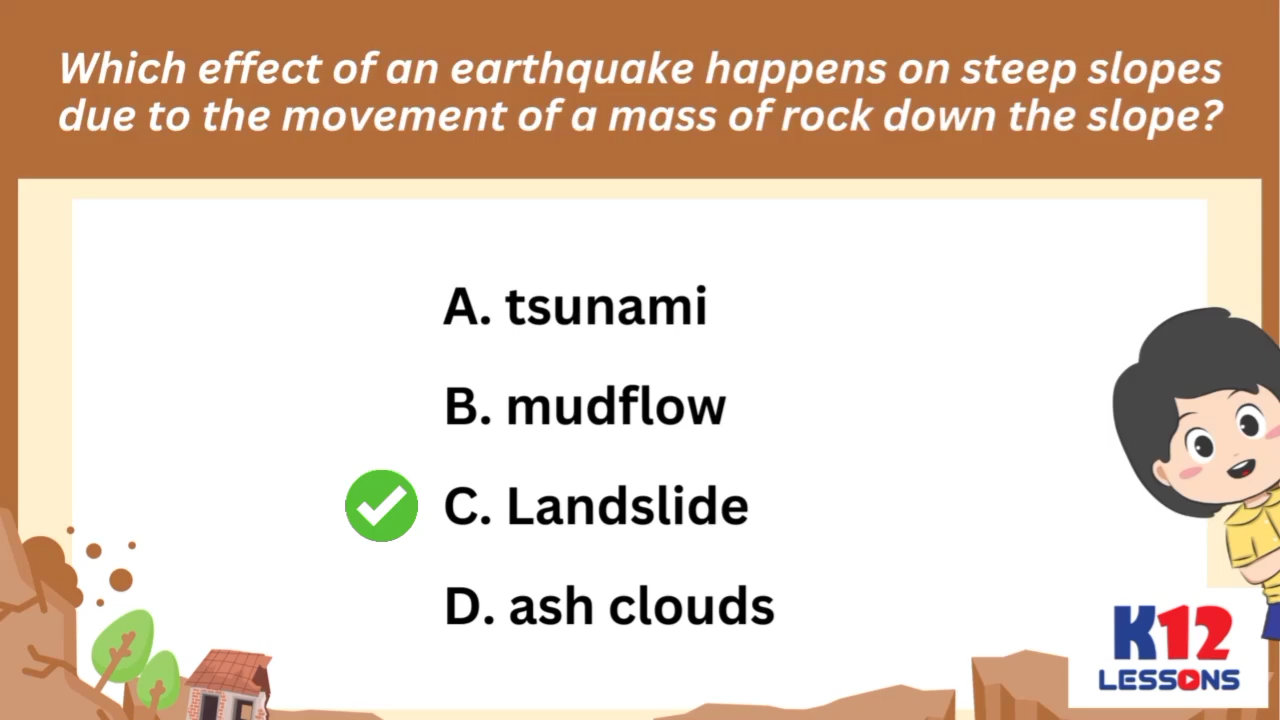 Which effect of an earthquake happens on steep slopes
due to the movement of a mass of rock down the slope?
A. tsunami
B. mudflow
C. Landslide
D. ash clouds
K12
LESSONS